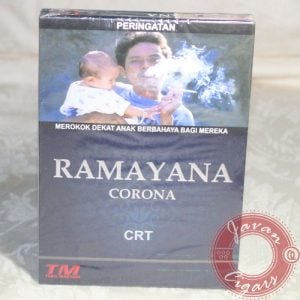 PERINGATAN
MEROKOK DEKAT ANAK BERBAHAYA BAGI MEREKA
RAMAYANA
CORONA
CRT
TM
Javan
Cigars